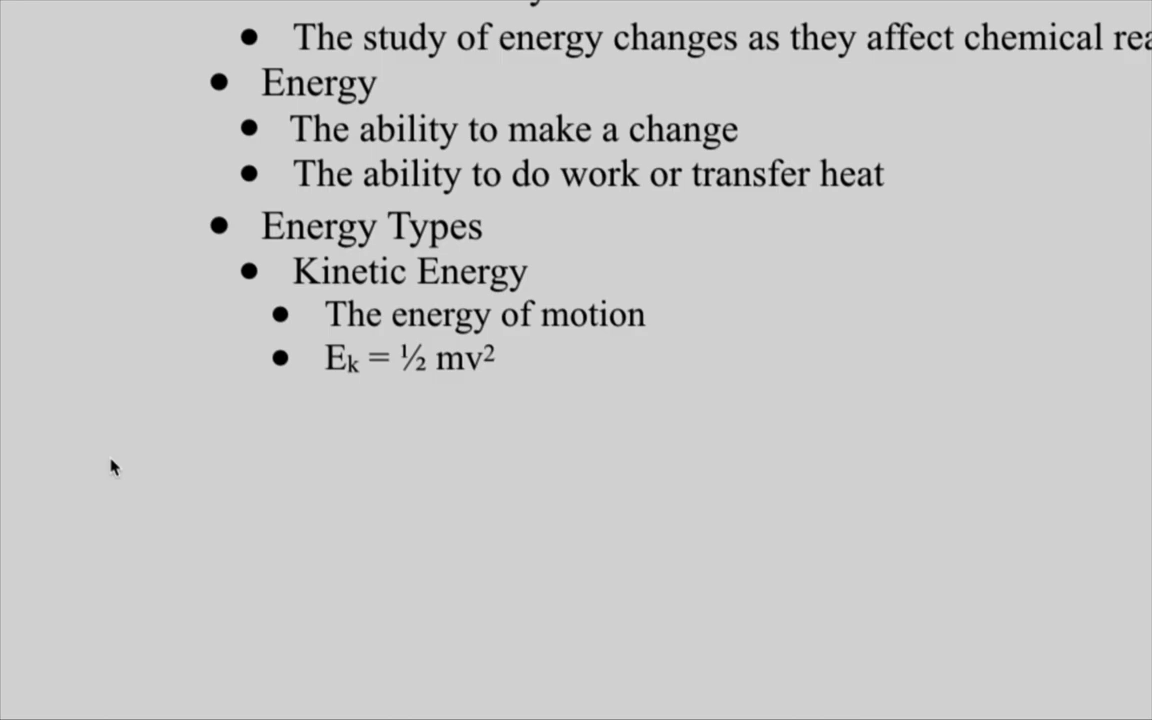 ● The study of energy changes as they affect chemical
● Energy
● The ability to make a change
● The ability to do work or transfer heat
● Energy Types
● Kinetic Energy
● The energy of motion
● Eₖ = ½ mv²